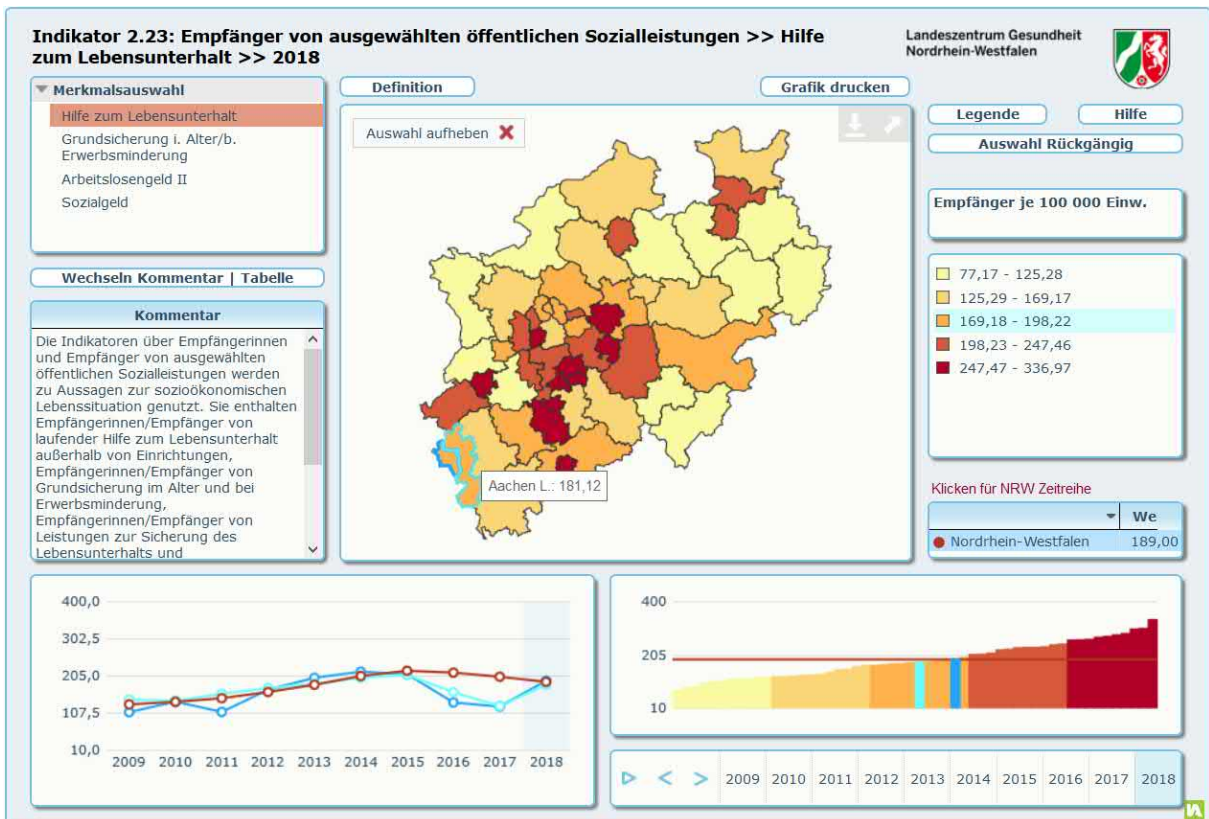 Indikator 2.23: Empfänger von ausgewählten öffentlichen Sozialleistungen >> Hilfe
zum Lebensunterhalt >> 2018
Landeszentrum Gesundheit
Nordrhein-Westfalen
Merkmalsauswahl
Hilfe zum Lebensunterhalt
Grundsicherung i. Alter/b.
Erwerbsminderung
Arbeitslosengeld II
Sozialgeld
Definition
Grafik drucken
Auswahl aufheben
Legende
Hilfe
Auswahl Rückgängig
Empfänger je 100 000 Einw.
77,17 - 125,28
125,29 - 169,17
169,18 - 198,22
198,23 - 247,46
247,47 - 336,97
Wechseln Kommentar | Tabelle
Kommentar
Die Indikatoren über Empfängerinnen
und Empfänger von ausgewählten
öffentlichen Sozialleistungen werden
zu Aussagen zur sozioökonomischen
Lebenssituation genutzt. Sie enthalten
Empfängerinnen/Empfänger von
laufender Hilfe zum Lebensunterhalt
außerhalb von Einrichtungen,
Empfängerinnen/Empfänger von
Grundsicherung im Alter und bei
Erwerbsminderung,
Empfängerinnen/Empfänger von
Leistungen zur Sicherung des
Lebensunterhalts und
Aachen L.: 181,12
Klicken für NRW Zeitreihe
We
Nordrhein-Westfalen 189,00
400,0
302,5
205,0
107,5
10,0
2009 2010 2011 2012 2013 2014 2015 2016 2017 2018
400
205
10
2009 2010 2011 2012 2013 2014 2015 2016 2017 2018